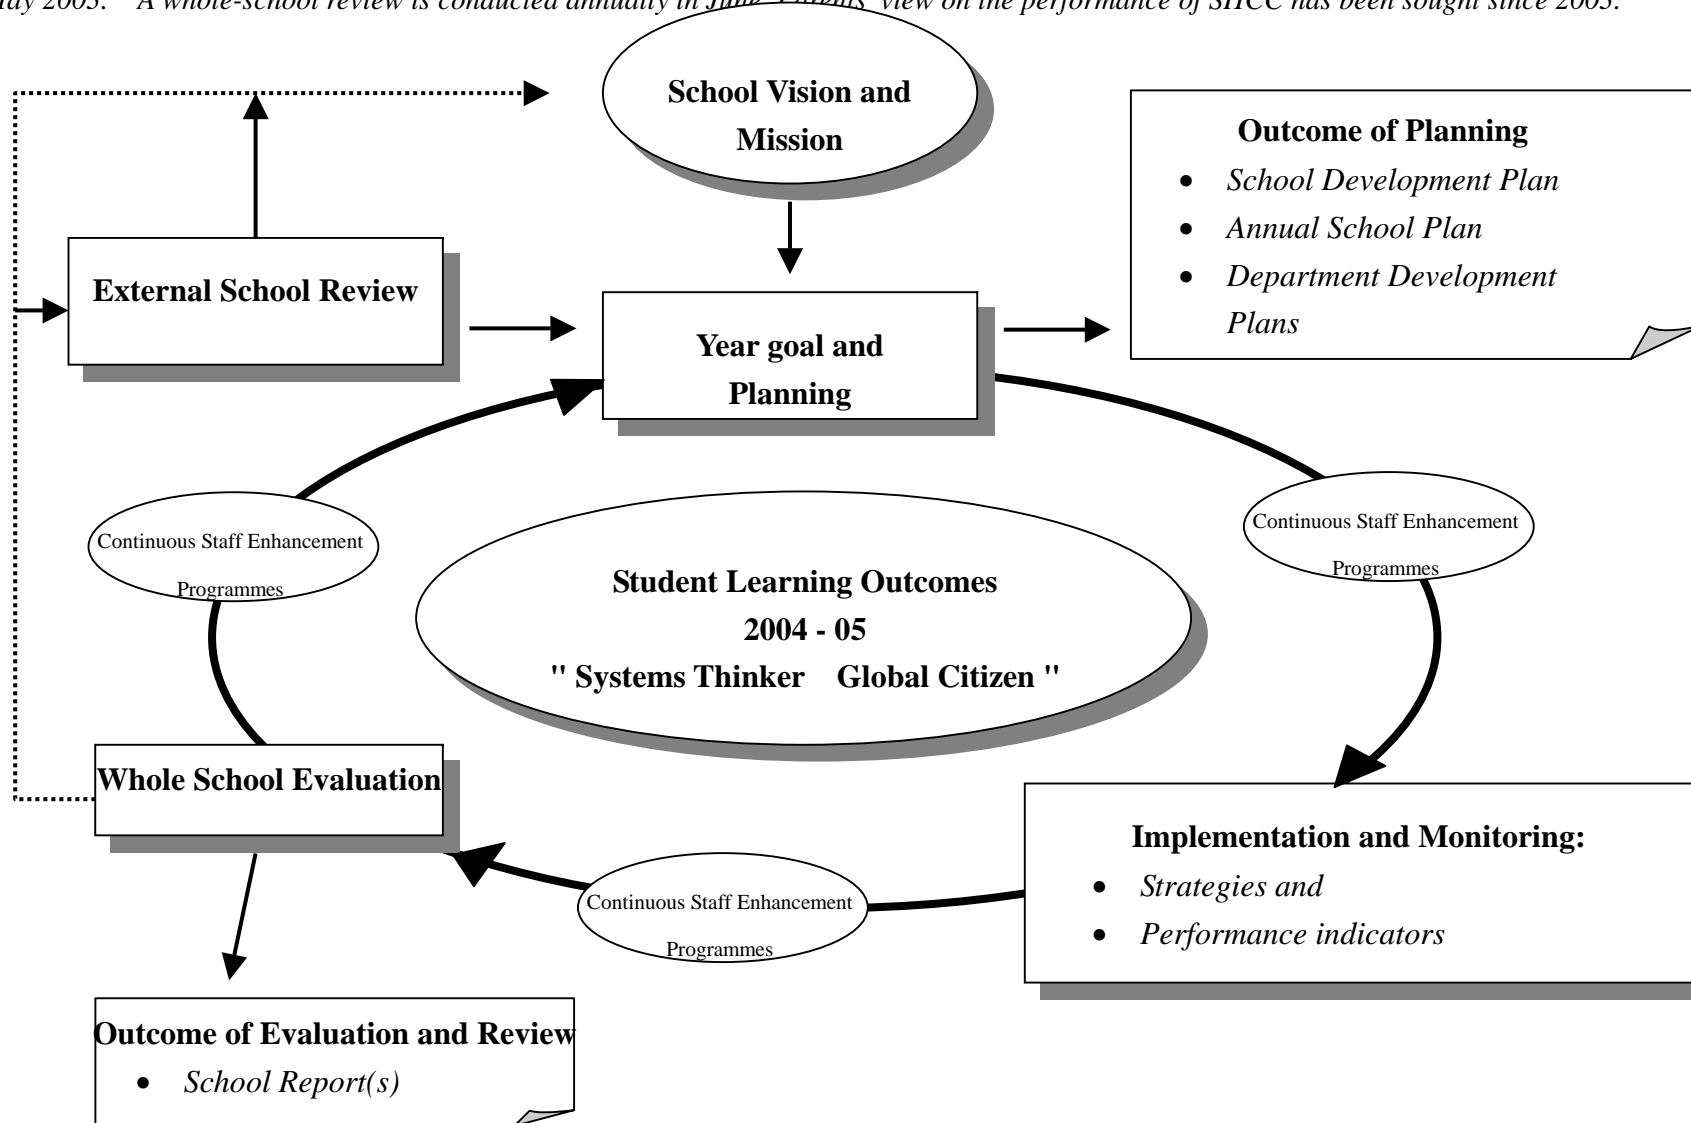 May 2005. A whole-school review is conducted annually in June. Parents' view on the performance of SHCC has been sought since 2005.
School Vision and
Mission
Outcome of Planning
• School Development Plan
• Annual School Plan
• Department Development
Plans
External School Review
Year goal and
Planning
Continuous Staff Enhancement
Programmes
Continuous Staff Enhancement
Programmes
Student Learning Outcomes
2004 - 05
" Systems Thinker Global Citizen "
Whole School Evaluation
Implementation and Monitoring:
• Strategies and
• Performance indicators
Continuous Staff Enhancement
Programmes
Outcome of Evaluation and Review
• School Report(s)